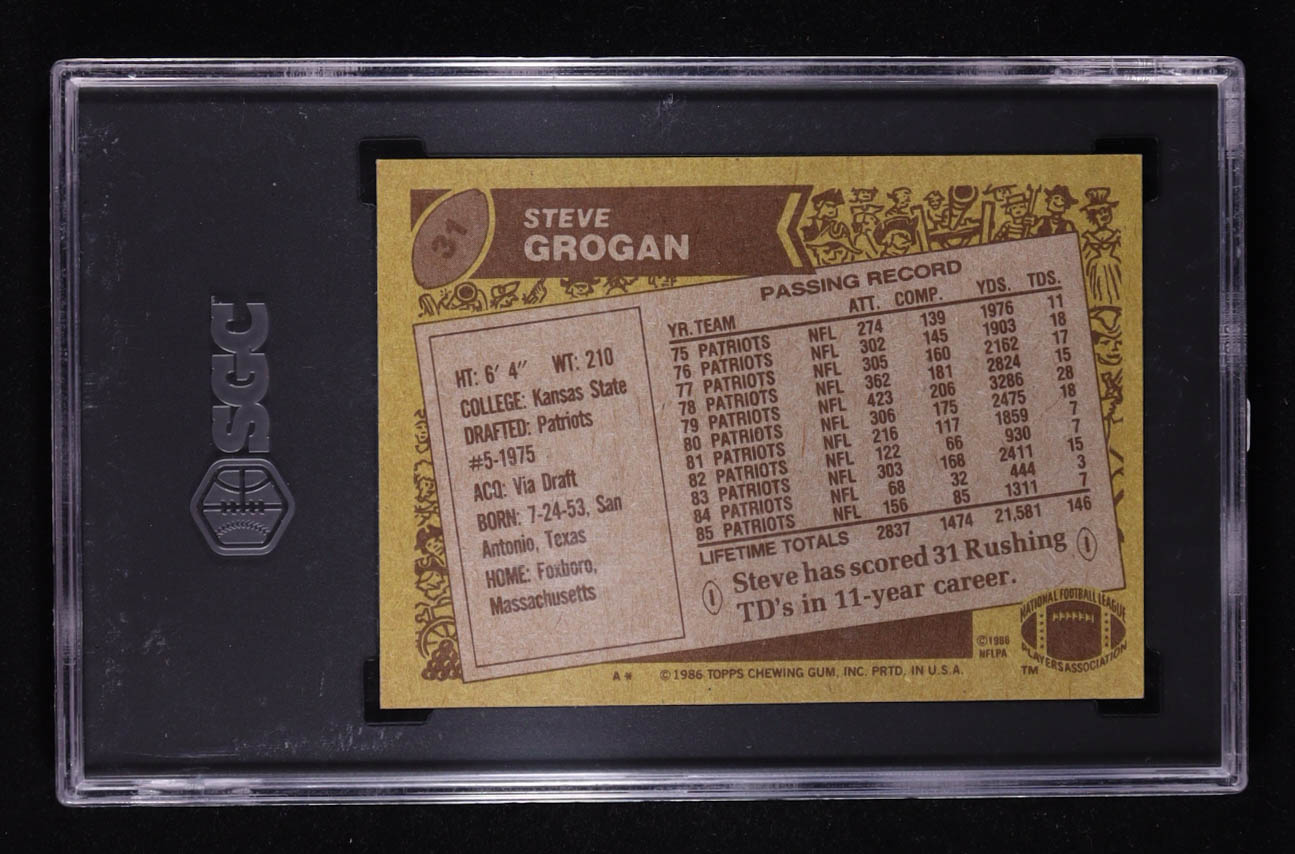 SGC
31
STEVE
GROGAN
HT: 6' 4" WT: 210
COLLEGE: Kansas State
DRAFTED: Patriots
#5-1975
ACQ: Via Draft
BORN: 7-24-53, San
Antonio, Texas
HOME: Foxboro,
Massachusetts
PASSING RECORD
YR. TEAM ATT. COMP. YDS. TDS.
75 PATRIOTS NFL 274 139 1976 11
76 PATRIOTS NFL 302 145 1903 18
77 PATRIOTS NFL 305 160 2162 17
78 PATRIOTS NFL 362 181 2824 15
79 PATRIOTS NFL 423 206 3286 28
80 PATRIOTS NFL 306 175 2475 18
81 PATRIOTS NFL 216 117 1859 7
82 PATRIOTS NFL 122 66 930 7
83 PATRIOTS NFL 303 168 2411 15
84 PATRIOTS NFL 68 32 444 3
85 PATRIOTS NFL 156 85 1311 7
LIFETIME TOTALS 2837 1474 21,581 146
Steve has scored 31 Rushing
TD's in 11-year career.
©1986
NFLPA
NATIONAL FOOTBALL LEAGUE
PLAYERS ASSOCIATION
TM
A* ©1986 TOPPS CHEWING GUM, INC. PRTD. IN U.S.A.